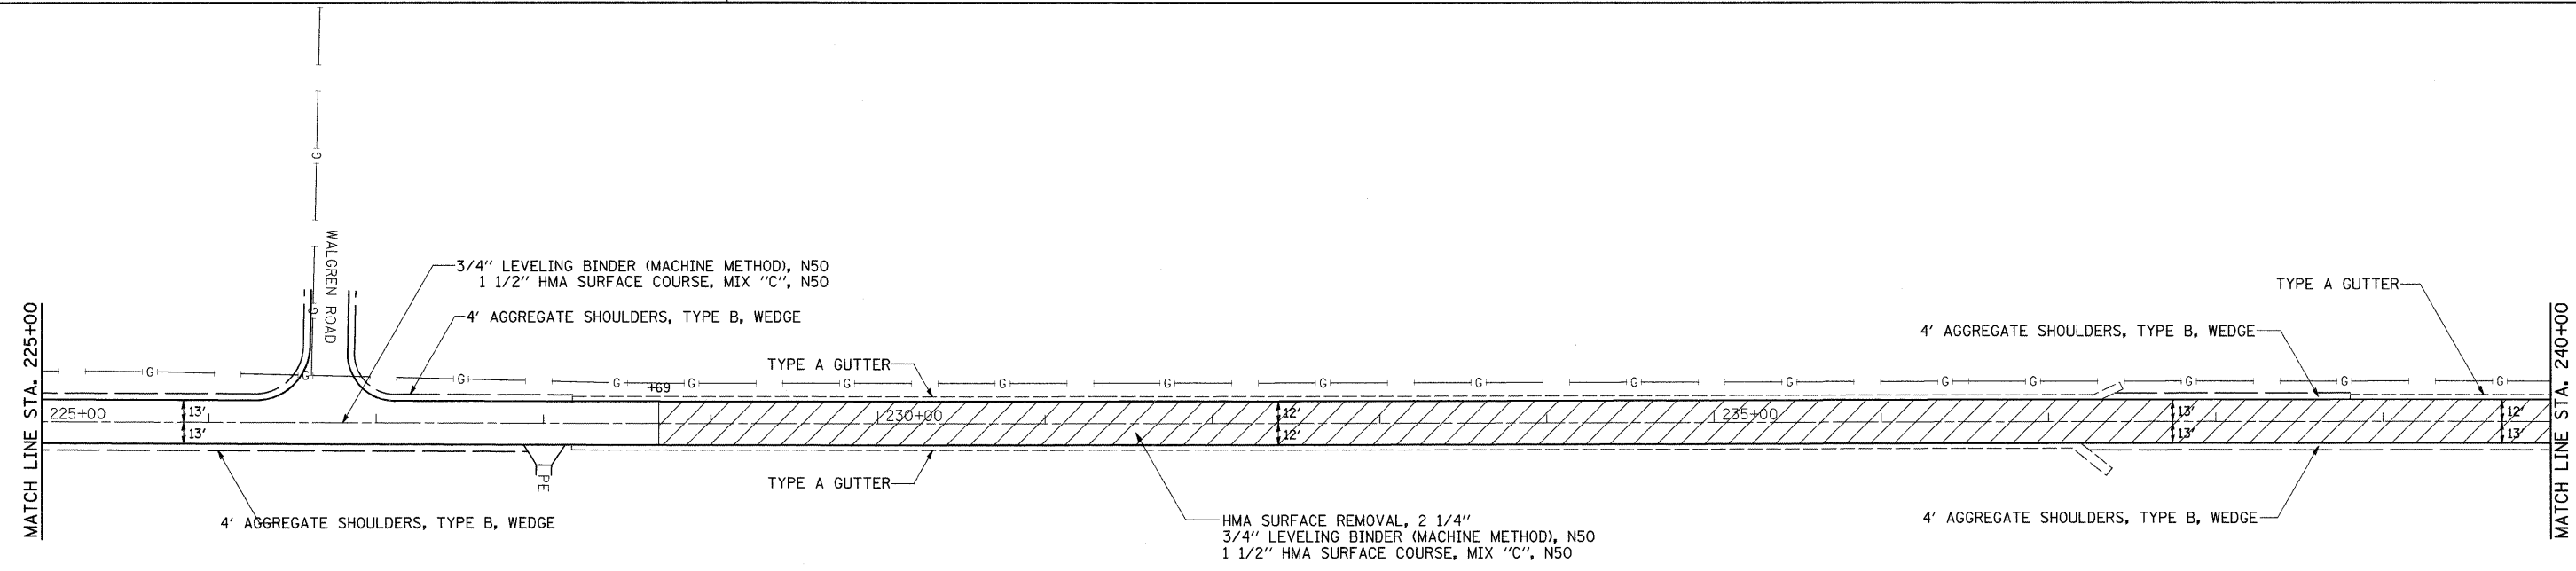 MATCH LINE STA. 225+00
G
G
WALGREN ROAD
3/4" LEVELING BINDER (MACHINE METHOD), N50
1 1/2" HMA SURFACE COURSE, MIX "C", N50
4' AGGREGATE SHOULDERS, TYPE B, WEDGE
TYPE A GUTTER
TYPE A GUTTER
4' AGGREGATE SHOULDERS, TYPE B, WEDGE
G
G
G
G
+69
G
G
G
G
G
G
G
G
G
G
G
G
G
G
225+00
13'
13'
230+00
12'
12'
235+00
13'
13'
12'
13'
PE
TYPE A GUTTER
4' AGGREGATE SHOULDERS, TYPE B, WEDGE
HMA SURFACE REMOVAL, 2 1/4"
3/4" LEVELING BINDER (MACHINE METHOD), N50
1 1/2" HMA SURFACE COURSE, MIX "C", N50
4' AGGREGATE SHOULDERS, TYPE B, WEDGE
MATCH LINE STA. 240+00